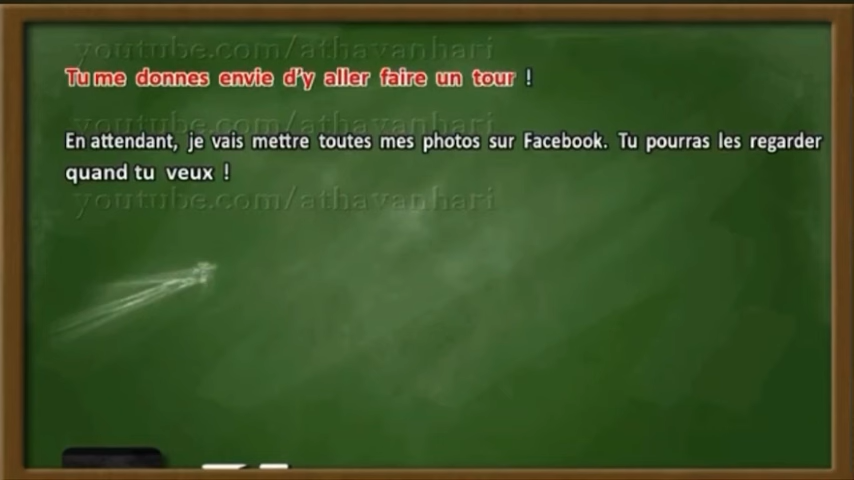 youtube.com/athavanhari
Tu me donnes envie d'y aller faire un tour !
youtube.com/athavanhari
En attendant, je vais mettre toutes mes photos sur Facebook. Tu pourras les regarder
quand tu veux !
youtube.com/athavanhari